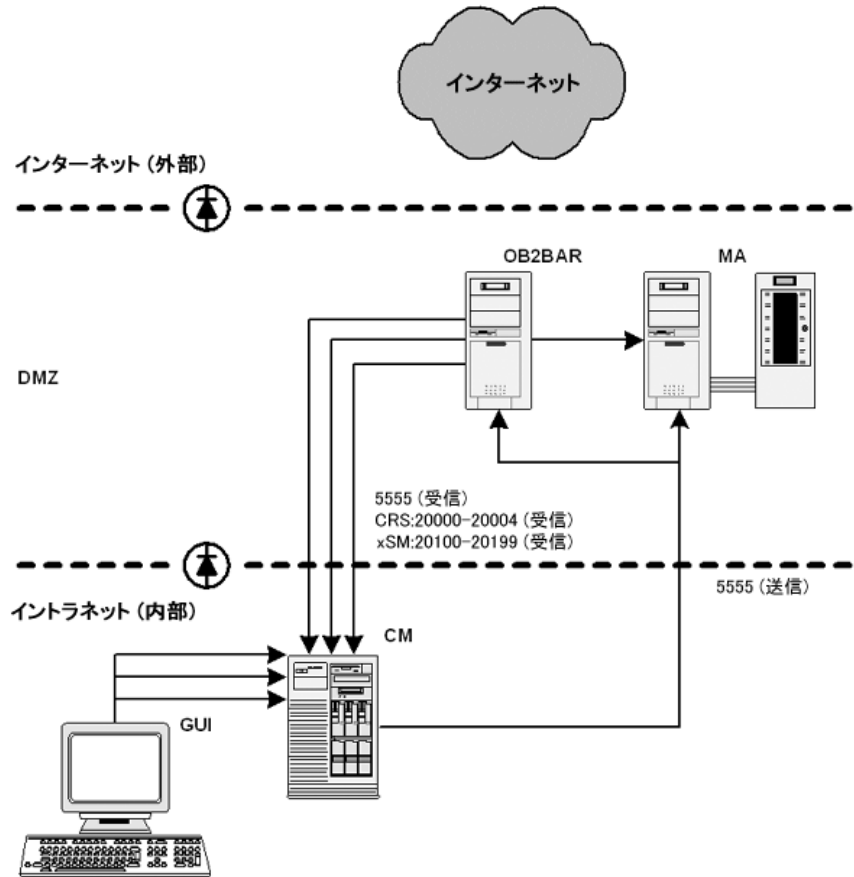 インターネット
インターネット（外部）
OB2BAR
MA
DMZ
5555（受信）
CRS:20000-20004（受信）
xSM:20100-20199（受信）
5555（送信）
イントラネット（内部）
CM
GUI